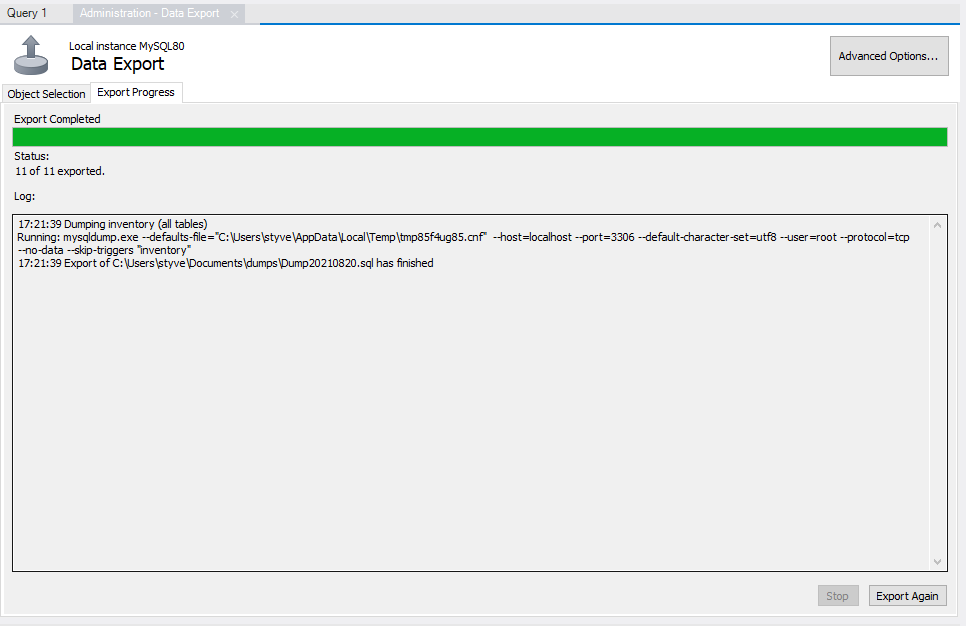 Query 1
Administration - Data Export
Local instance MySQL80
Data Export
Advanced Options...
Object Selection
Export Progress
Export Completed
Status:
11 of 11 exported.
Log:
17:21:39 Dumping inventory (all tables)
Running: mysqldump.exe --defaults-file="C:\Users\styve\AppData\Local\Temp\tmp85f4ug85.cnf"  --host=localhost --port=3306 --default-character-set=utf8 --user=root --protocol=tcp
--no-data --skip-triggers "inventory"
17:21:39 Export of C:\Users\styve\Documents\dumps\Dump20210820.sql has finished
Stop
Export Again